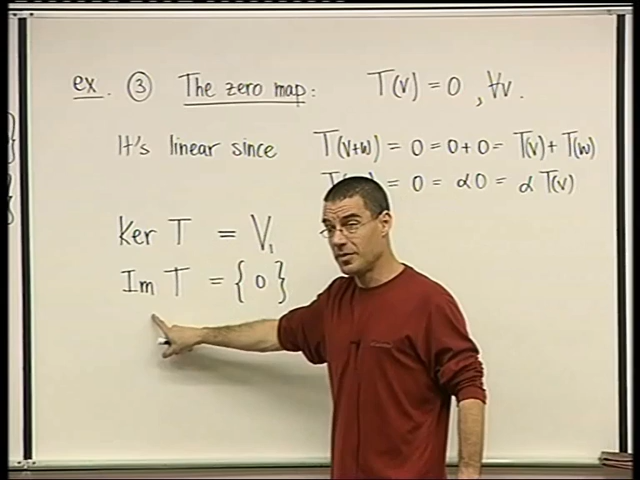 ex. ③ The zero map: T(v) = 0, ∀v.
It's linear since T(v+w) = 0 = 0+0 = T(v) + T(w)
= 0 = α0 = α T(v)
Ker T = V,
Im T = {0}